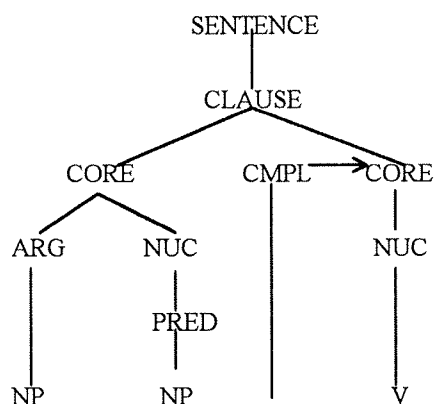 SENTENCE
CLAUSE
CORE CMPL CORE
ARG NUC NUC
PRED
NP NP V